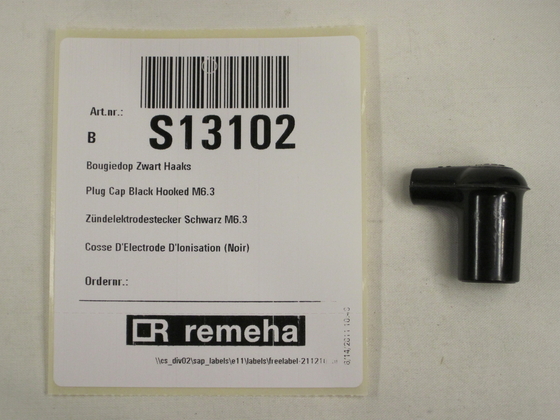 Art.nr.:
B S13102
Bougiedop Zwart Haaks
Plug Cap Black Hooked M6.3
Zündelektrodestecker Schwarz M6.3
Cosse D'Electrode D'Ionisation (Noir)
Ordernr.:
remeha